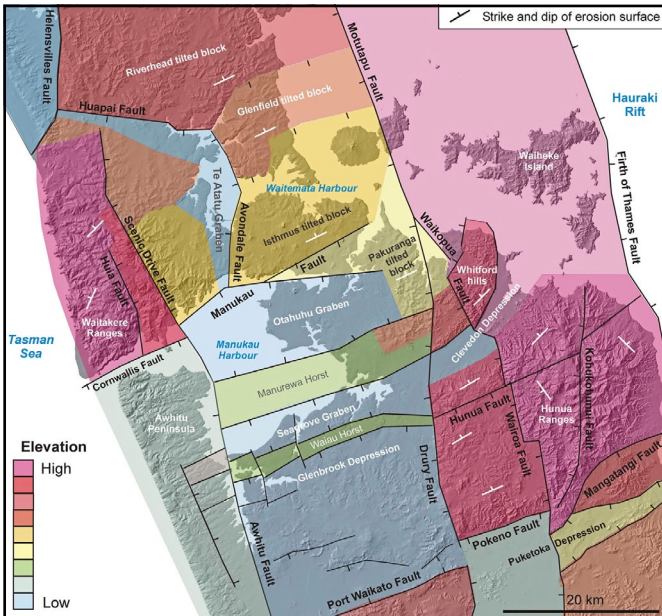 Strike and dip of erosion surface
Helensvilles Fault
Riverhead tilted block
Motutapu Fault
Hauraki
Rift
Huapai Fault
Glenfield tilted block
Te Atatu Graben
Waitemata Harbour
Waiheke
Island
Firth of Thames Fault
Avondale Fault
Isthmus tilted block
Scenic Drive Fault
Huia Fault
Waitakere
Ranges
Manukau Fault
Pakuranga
tilted
block
Waikopua Fault
Whitford
hills
Tasman
Sea
Otahuhu Graben
Manukau
Harbour
Clevedon Depression
Cornwallis Fault
Manurewa Horst
Kohukohunui Fault
Awhitu
Peninsula
Seagrove Graben
Hunua Fault
Wairoa Fault
Hunua
Ranges
Waiau Horst
Glenbrook Depression
Drury Fault
Mangatangi Fault
Elevation
High
Low
Awhitu Fault
Pokeno Fault
Puketoka Depression
Port Waikato Fault
20 km